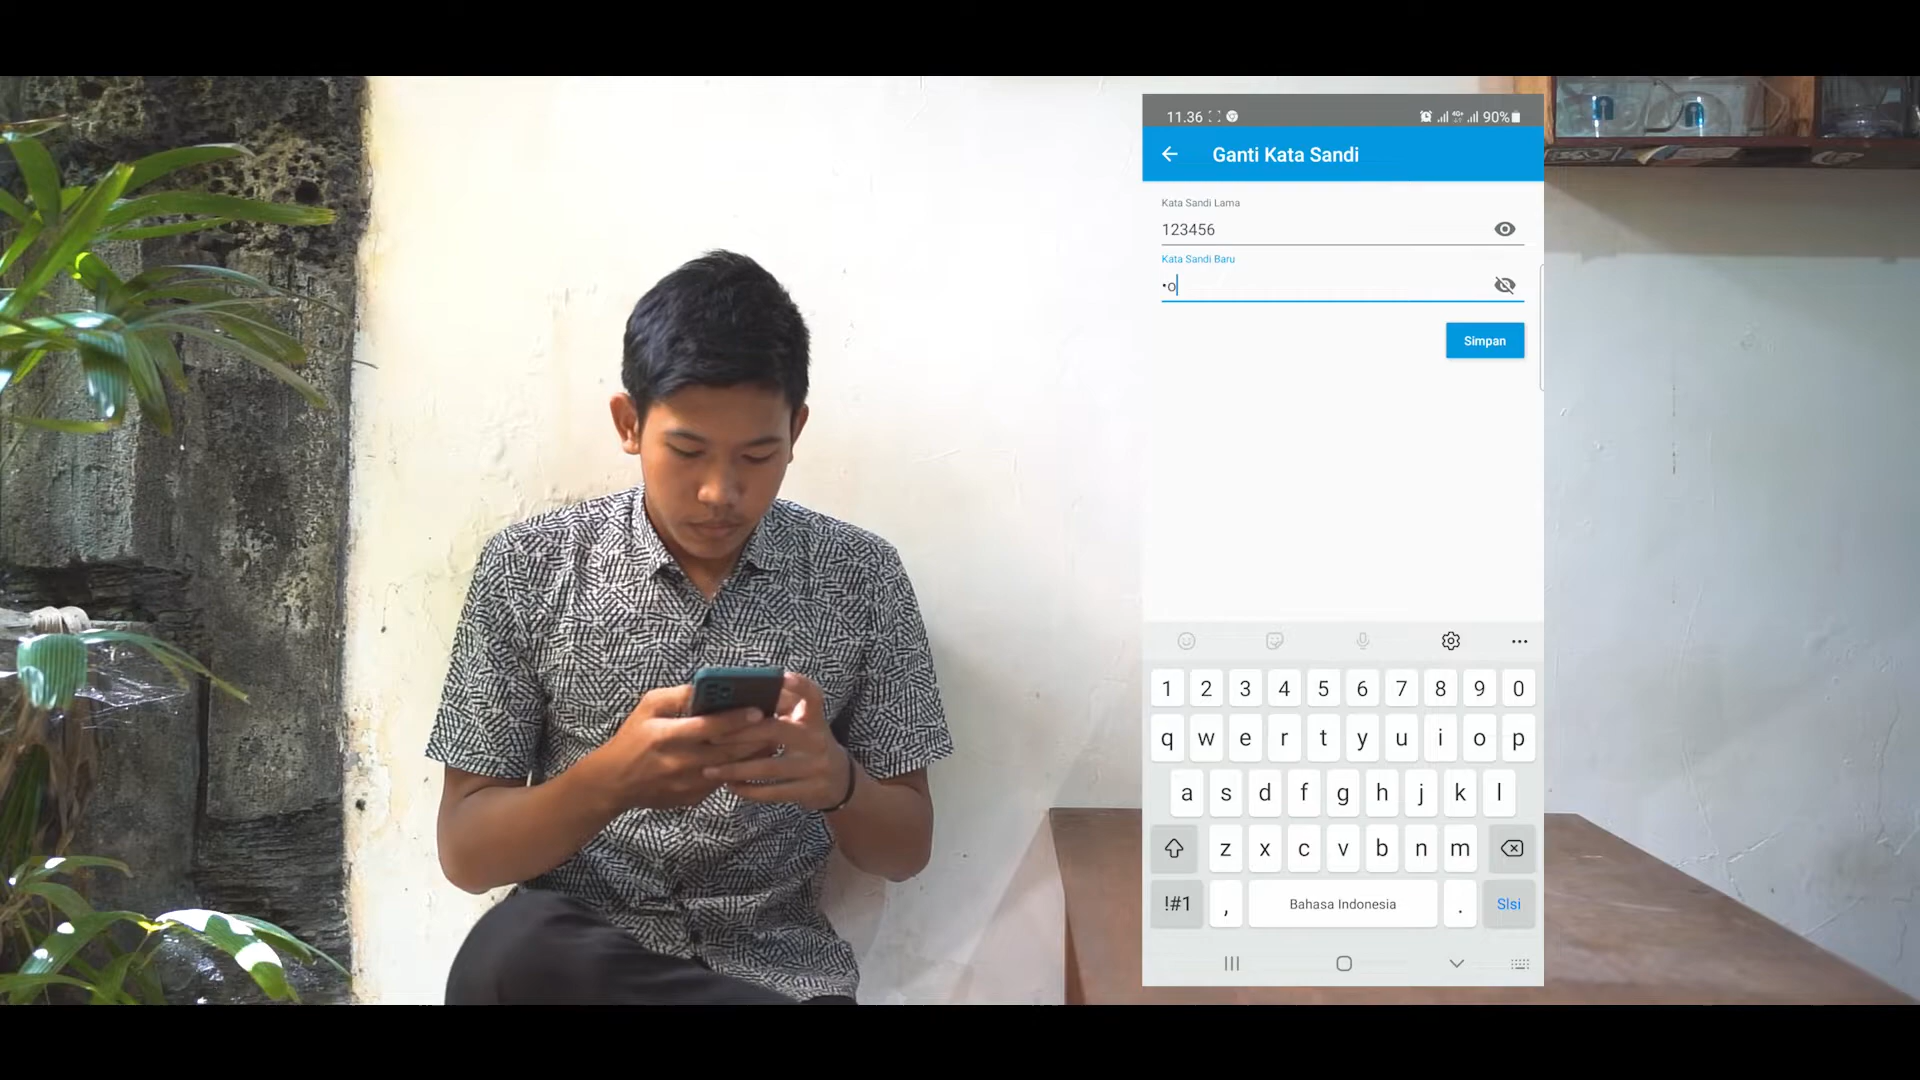 11.36 90%
Ganti Kata Sandi
Kata Sandi Lama
123456
Kata Sandi Baru
•o
Simpan
1 2 3 4 5 6 7 8 9 0
q w e r t y u i o p
a s d f g h j k l
z x c v b n m
!#1 , Bahasa Indonesia . Slsi